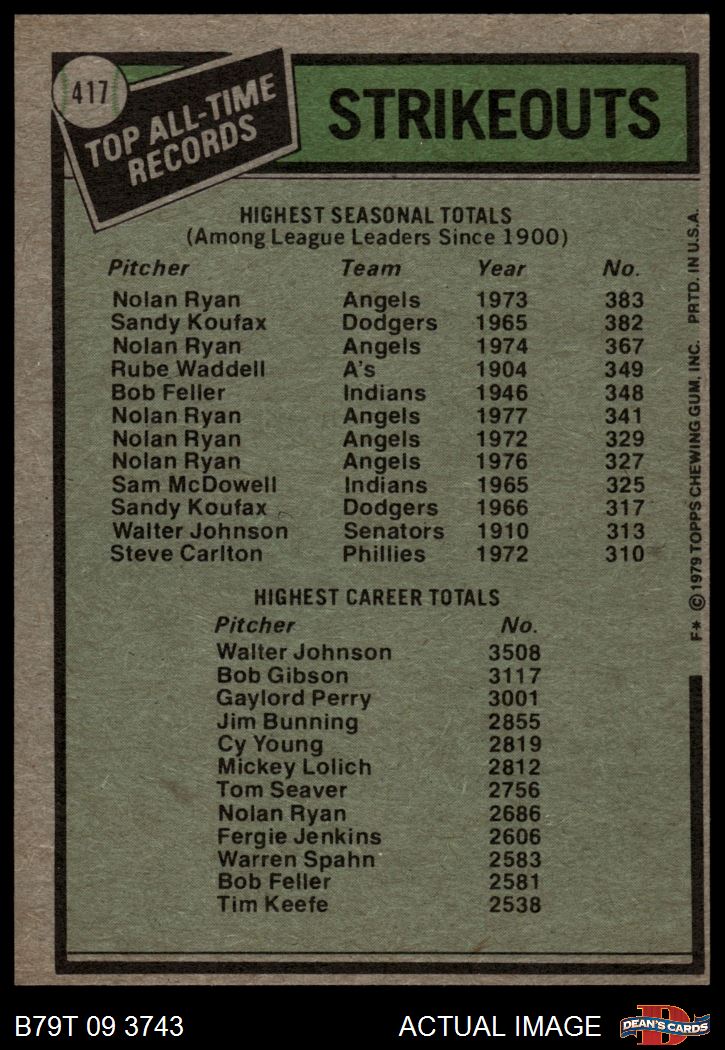 417
TOP ALL-TIME
RECORDS
STRIKEOUTS
HIGHEST SEASONAL TOTALS
(Among League Leaders Since 1900)
Pitcher Team Year No.
Nolan Ryan Angels 1973 383
Sandy Koufax Dodgers 1965 382
Nolan Ryan Angels 1974 367
Rube Waddell A's 1904 349
Bob Feller Indians 1946 348
Nolan Ryan Angels 1977 341
Nolan Ryan Angels 1972 329
Nolan Ryan Angels 1976 327
Sam McDowell Indians 1965 325
Sandy Koufax Dodgers 1966 317
Walter Johnson Senators 1910 313
Steve Carlton Phillies 1972 310
HIGHEST CAREER TOTALS
Pitcher No.
Walter Johnson 3508
Bob Gibson 3117
Gaylord Perry 3001
Jim Bunning 2855
Cy Young 2819
Mickey Lolich 2812
Tom Seaver 2756
Nolan Ryan 2686
Fergie Jenkins 2606
Warren Spahn 2583
Bob Feller 2581
Tim Keefe 2538
F* © 1979 TOPPS CHEWING GUM, INC. PRTD. IN U.S.A.
B79T 09 3743 ACTUAL IMAGE
D
DEAN'S CARDS